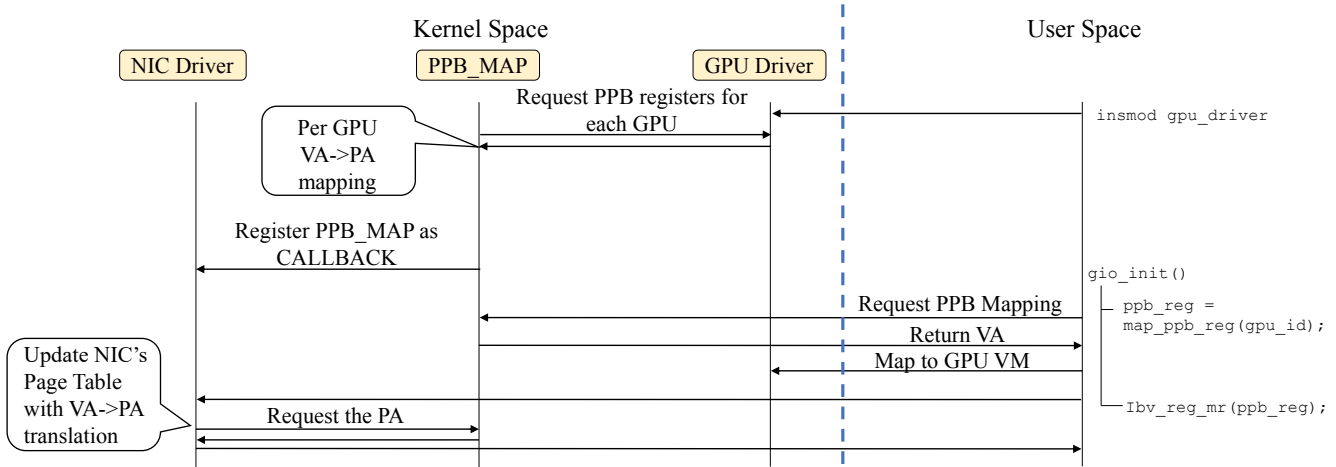 Kernel Space
User Space
NIC Driver
PPB_MAP
GPU Driver
Request PPB registers for
each GPU
insmod gpu_driver
Per GPU
VA->PA
mapping
Register PPB_MAP as
CALLBACK
gio_init()
Request PPB Mapping
ppb_reg =
map_ppb_reg(gpu_id);
Return VA
Map to GPU VM
Update NIC’s
Page Table
with VA->PA
translation
Request the PA
Ibv_reg_mr(ppb_reg);